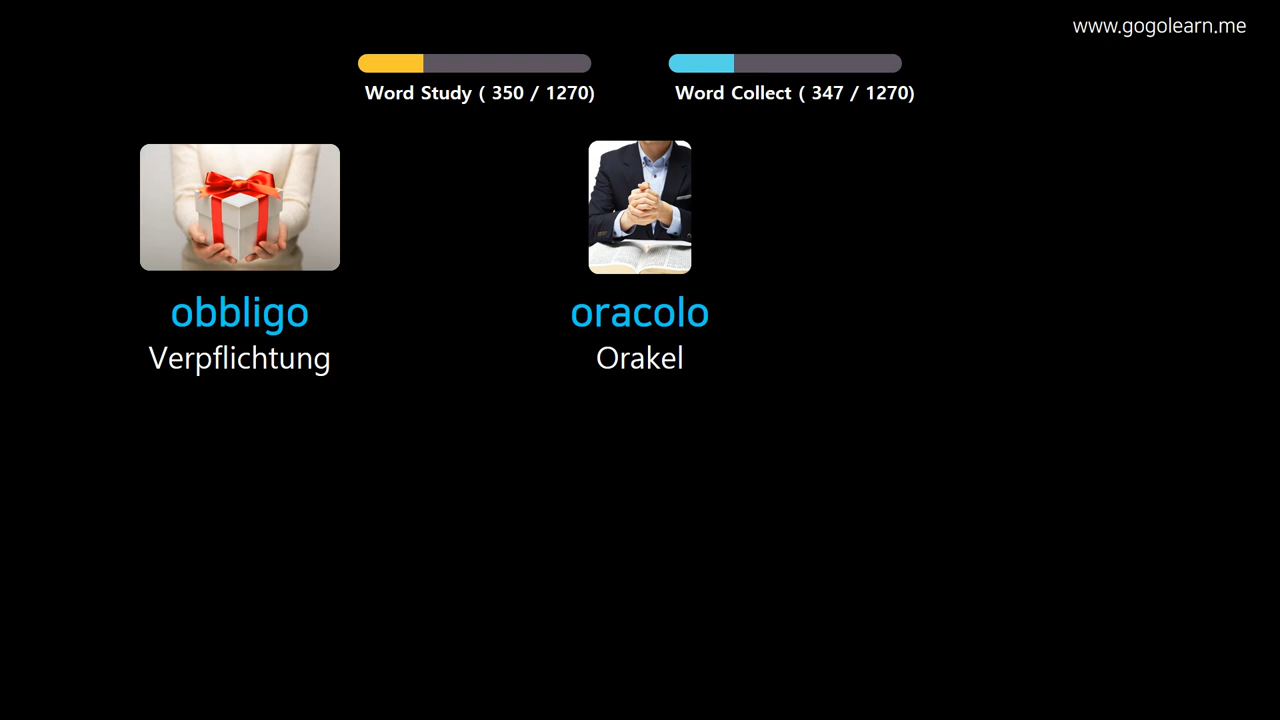 www.gogolearn.me
Word Study ( 350 / 1270)
Word Collect ( 347 / 1270)
obbligo
Verpflichtung
oracolo
Orakel